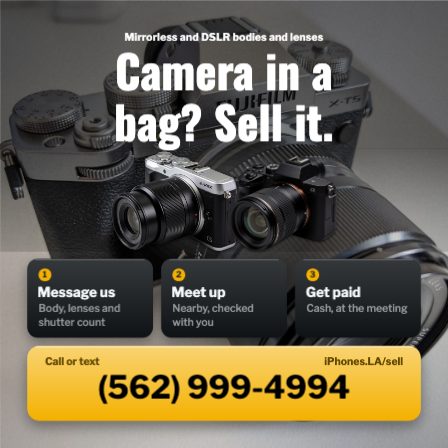 Mirrorless and DSLR bodies and lenses
Camera in a
bag? Sell it.
FUJIFILM
X-T5
1
Message us
Body, lenses and
shutter count
2
Meet up
Nearby, checked
with you
3
Get paid
Cash, at the meeting
Call or text
iPhones.LA/sell
(562) 999-4994